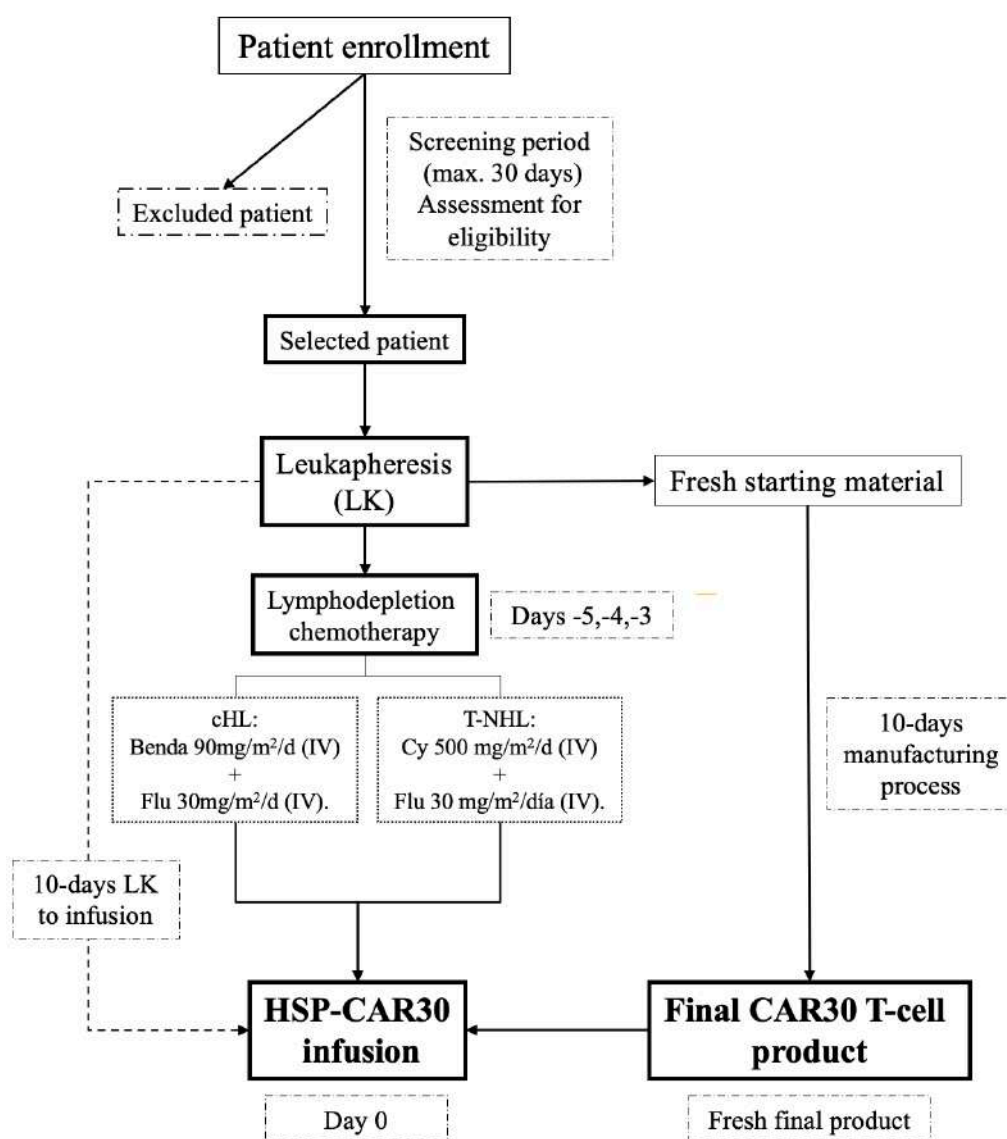 Patient enrollment
Screening period
(max. 30 days)
Assessment for
eligibility
Excluded patient
Selected patient
Leukapheresis
(LK)
Fresh starting material
Lymphodepletion
chemotherapy
Days -5,-4,-3
cHL:
Benda 90mg/m²/d (IV)
+
Flu 30mg/m²/d (IV).
T-NHL:
Cy 500 mg/m²/d (IV)
+
Flu 30 mg/m²/día (IV).
10-days
manufacturing
process
10-days LK
to infusion
HSP-CAR30
infusion
Final CAR30 T-cell
product
Day 0
Fresh final product